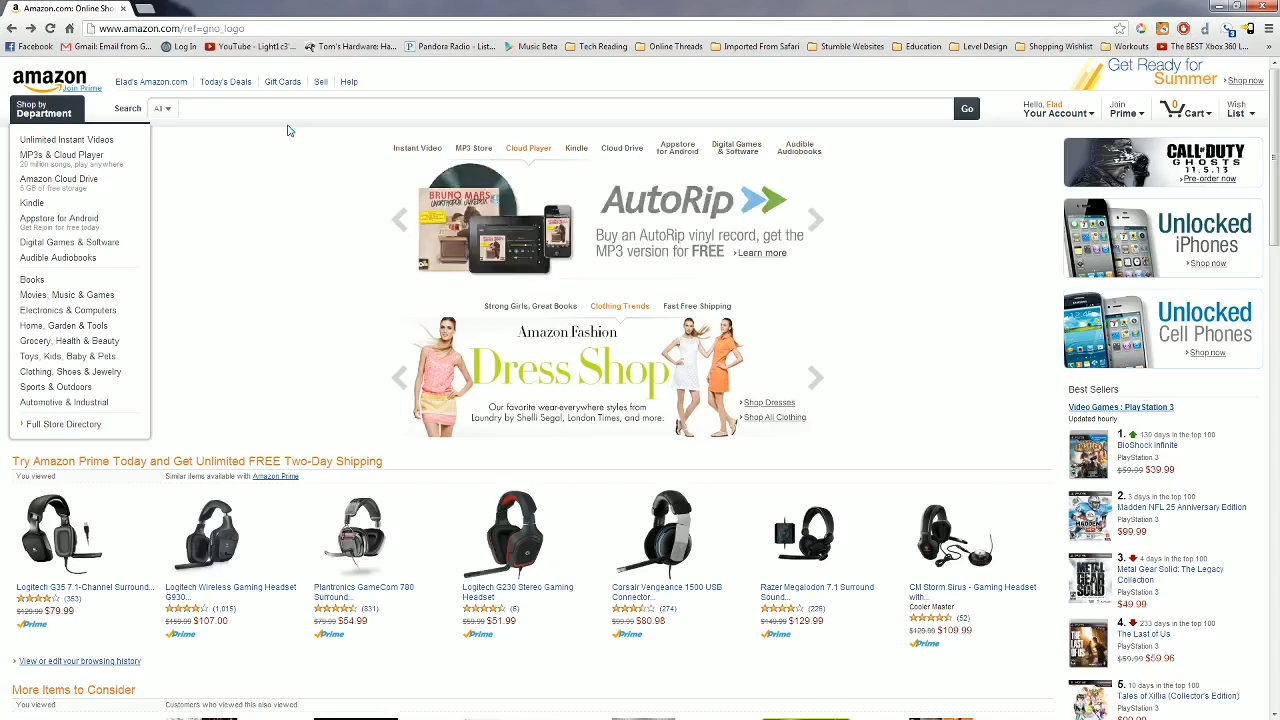 Amazon.com: Online Sho
www.amazon.com/ref=gno_logo
Facebook
Gmail: Email from G...
Log In
YouTube - LightLc3...
Tom's Hardware: Ha...
Pandora Radio - List...
Music Beta
Tech Reading
Online Threads
Imported From Safari
Stumble Websites
Education
Level Design
Shopping Wishlist
Workouts
The BEST Xbox 360 L...
amazon
Join Prime
Elad's Amazon.com
Today's Deals
Gift Cards
Sell
Help
Get Ready for
Summer
Shop now
Shop by
Department
Search
All
Go
Hello, Elad
Your Account
Join
Prime
0
Cart
Wish
List
Unlimited Instant Videos
MP3s & Cloud Player
20 million songs, play anywhere
Amazon Cloud Drive
5 GB of free storage
Kindle
Appstore for Android
Get Rejoin for free today
Digital Games & Software
Audible Audiobooks
Books
Movies, Music & Games
Electronics & Computers
Home, Garden & Tools
Grocery, Health & Beauty
Toys, Kids, Baby & Pets
Clothing, Shoes & Jewelry
Sports & Outdoors
Automotive & Industrial
Full Store Directory
Instant Video
MP3 Store
Cloud Player
Kindle
Cloud Drive
Appstore
for Android
Digital Games
& Software
Audible
Audiobooks
BRUNO MARS
AutoRip
Buy an AutoRip vinyl record, get the
MP3 version for FREE
Learn more
Strong Girls, Great Books
Clothing Trends
Fast Free Shipping
Amazon Fashion
Dress Shop
Our favorite wear-everywhere styles from
Laundry by Shelli Segal, London Times, and more.
Shop Dresses
Shop All Clothing
CALL OF DUTY
GHOSTS
11.5.13
Pre-order now
Unlocked
iPhones
Shop now
Unlocked
Cell Phones
Shop now
Best Sellers
Video Games : PlayStation 3
Updated hourly
1. 130 days in the top 100
BioShock Infinite
PlayStation 3
$59.99 $39.99
2. 3 days in the top 100
Madden NFL 25 Anniversary Edition
PlayStation 3
$99.99
3. 4 days in the top 100
Metal Gear Solid: The Legacy
Collection
PlayStation 3
$49.99
4. 233 days in the top 100
The Last of Us
PlayStation 3
$59.99 $59.96
5. 10 days in the top 100
Tales of Xillia (Collector's Edition)
PlayStation 3
Try Amazon Prime Today and Get Unlimited FREE Two-Day Shipping
You viewed
Similar items available with Amazon Prime
Logitech G35 7.1-Channel Surround...
(353)
$129.99 $79.99
Prime
Logitech Wireless Gaming Headset
G930...
(1,015)
$159.99 $107.00
Prime
Plantronics GameCom 780
Surround...
(831)
$79.99 $54.99
Prime
Logitech G230 Stereo Gaming
Headset
(6)
$59.99 $51.99
Prime
Corsair Vengeance 1500 USB
Connector...
$99.99 $80.98
Prime
Razer Megalodon 7.1 Surround
Sound...
$149.99 $129.99
Prime
CM Storm Sirus - Gaming Headset
with...
Cooler Master
(52)
$129.99 $109.99
Prime
View or edit your browsing history
More Items to Consider
You viewed
Customers who viewed this also viewed